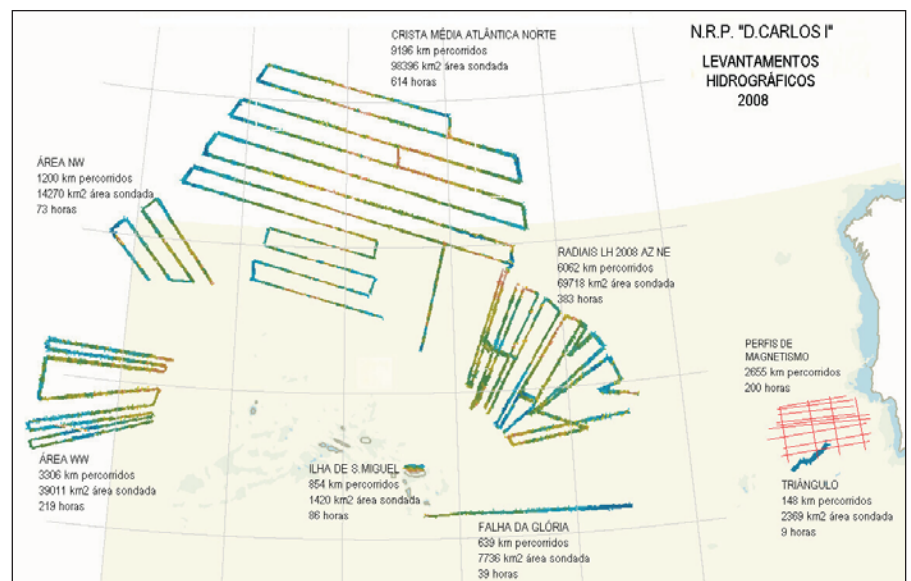 N.R.P. "D.CARLOS I"
LEVANTAMENTOS
HIDROGRÁFICOS
2008
CRISTA MÉDIA ATLÂNTICA NORTE
9196 km percorridos
98396 km2 área sondada
614 horas
ÁREA NW
1200 km percorridos
14270 km2 área sondada
73 horas
RADIAIS LH 2008 AZ NE
6062 km percorridos
69718 km2 área sondada
383 horas
PERFIS DE
MAGNETISMO
2655 km percorridos
200 horas
ÁREA WW
3306 km percorridos
39011 km2 área sondada
219 horas
ILHA DE S.MIGUEL
854 km percorridos
1420 km2 área sondada
86 horas
FALHA DA GLÓRIA
639 km percorridos
7736 km2 área sondada
39 horas
TRIÂNGULO
148 km percorridos
2369 km2 área sondada
9 horas